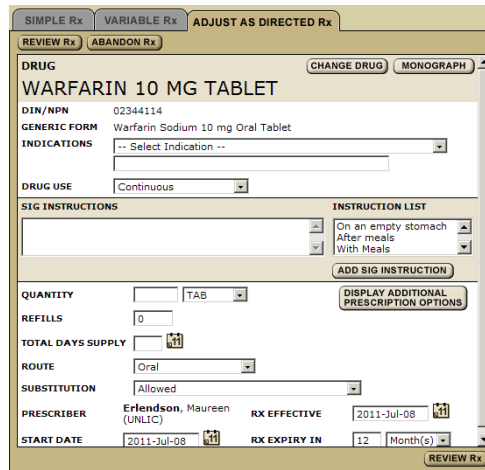 SIMPLE Rx VARIABLE Rx ADJUST AS DIRECTED Rx
REVIEW Rx ABANDON Rx
DRUG CHANGE DRUG MONOGRAPH
WARFARIN 10 MG TABLET
DIN/NPN 02344114
GENERIC FORM Warfarin Sodium 10 mg Oral Tablet
INDICATIONS -- Select Indication --
DRUG USE Continuous
SIG INSTRUCTIONS INSTRUCTION LIST
On an empty stomach
After meals
With Meals
ADD SIG INSTRUCTION
QUANTITY TAB DISPLAY ADDITIONAL
PRESCRIPTION OPTIONS
REFILLS 0
TOTAL DAYS SUPPLY 11
ROUTE Oral
SUBSTITUTION Allowed
PRESCRIBER Erlendson, Maureen
(UNLIC) RX EFFECTIVE 2011-Jul-08 11
START DATE 2011-Jul-08 11 RX EXPIRY IN 12 Month(s)
REVIEW Rx